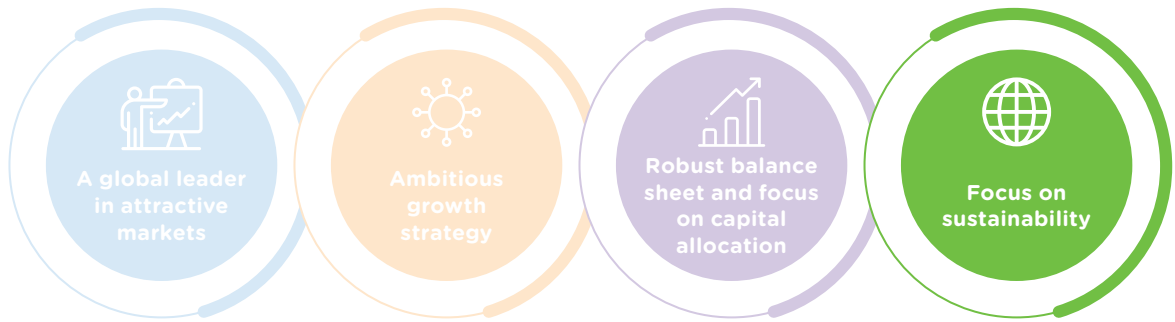 A global leader
in attractive
markets
Ambitious
growth
strategy
Robust balance
sheet and focus
on capital
allocation
Focus on
sustainability